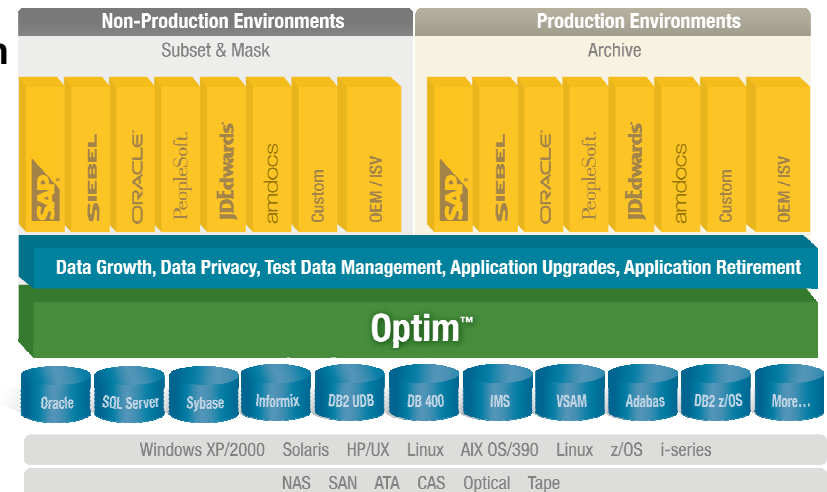 n
Non-Production Environments
Production Environments
Subset & Mask
Archive
SAP
SIEBEL
ORACLE
PeopleSoft.
JDEdwards
amdocs
Custom
OEM / ISV
SAP
SIEBEL
ORACLE
PeopleSoft.
JDEdwards
amdocs
Custom
OEM / ISV
Data Growth, Data Privacy, Test Data Management, Application Upgrades, Application Retirement
Optim™
Oracle
SQL Server
Sybase
Informix
DB2 UDB
DB 400
IMS
VSAM
Adabas
DB2 z/OS
More...
Windows XP/2000 Solaris HP/UX Linux AIX OS/390 Linux z/OS i-series
NAS SAN ATA CAS Optical Tape